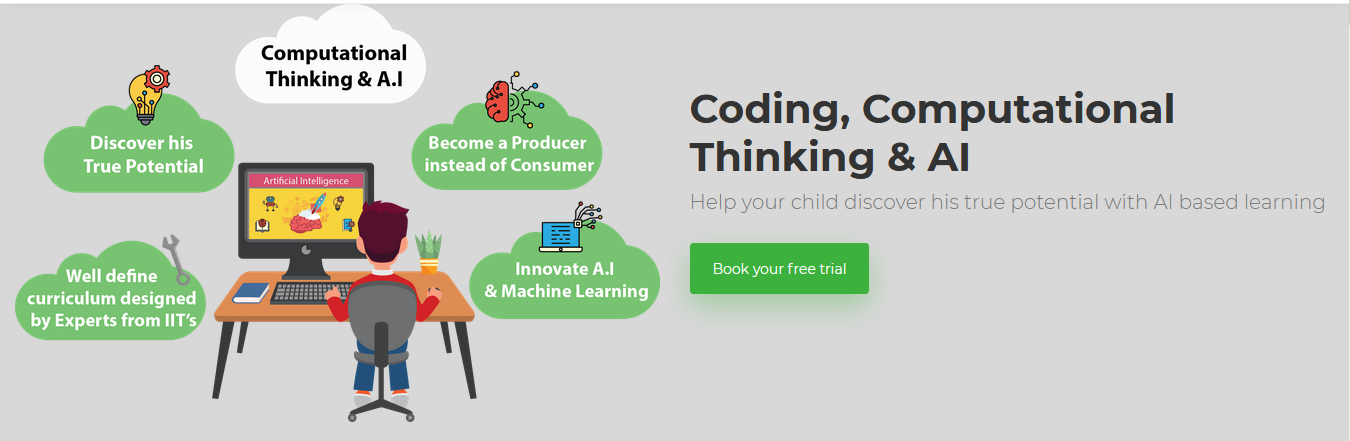 Computational
Thinking & A.I
Discover his
True Potential
Become a Producer
instead of Consumer
Artificial Intelligence
Well define
curriculum designed
by Experts from IIT's
Innovate A.I
& Machine Learning
Coding, Computational
Thinking & AI
Help your child discover his true potential with AI based learning
Book your free trial